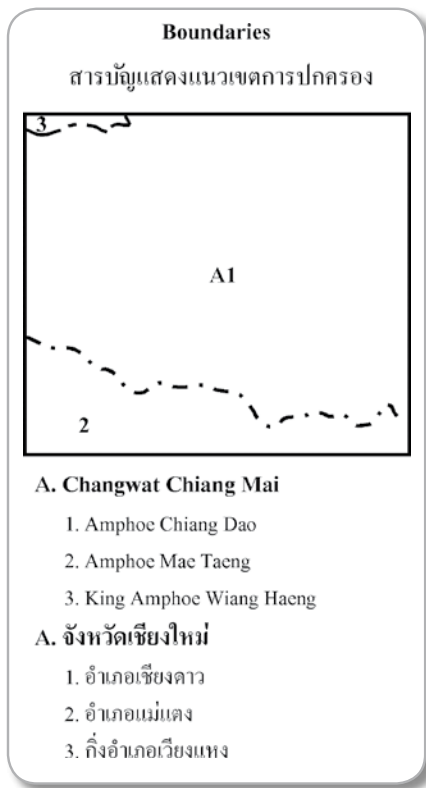 Boundaries
สารบัญแสดงแนวเขตการปกครอง
3
A1
2
A. Changwat Chiang Mai
1. Amphoe Chiang Dao
2. Amphoe Mae Taeng
3. King Amphoe Wiang Haeng
A. จังหวัดเชียงใหม่
1. อำเภอเชียงดาว
2. อำเภอแม่แตง
3. กิ่งอำเภอเวียงแหง